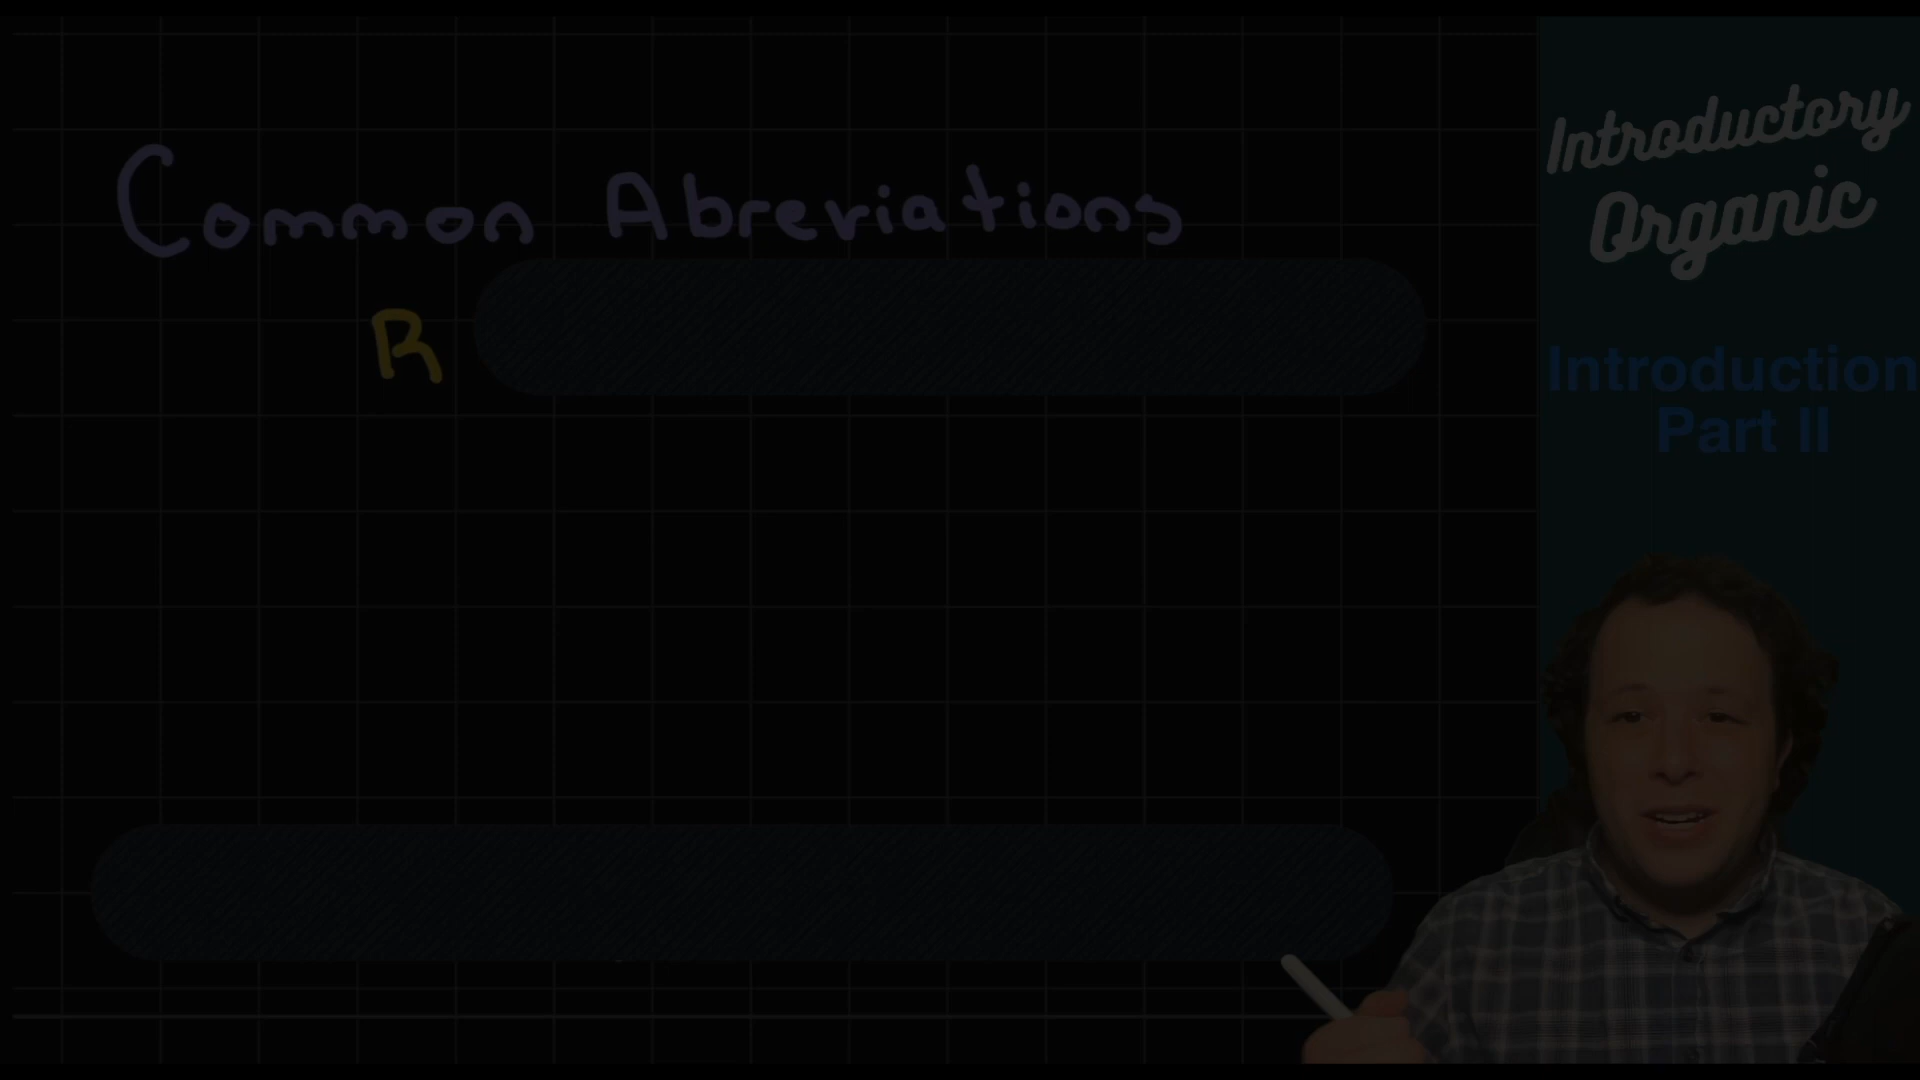 Common Abreviations
R
Introductory
Organic
Introduction
Part II